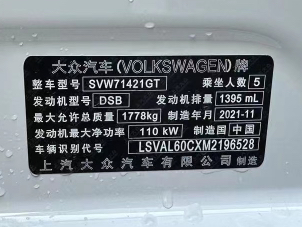 大众汽车(VOLKSWAGEN)牌
整车型号 SVW71421GT 乘坐人数 5
发动机型号 DSB 发动机排量 1395 mL
最大允许总质量 1778kg 制造年月 2021-11
发动机最大净功率 110 kW 制造国 中国
车辆识别代号 LSVAL60CXM2196528
上汽大众汽车有限公司 制造